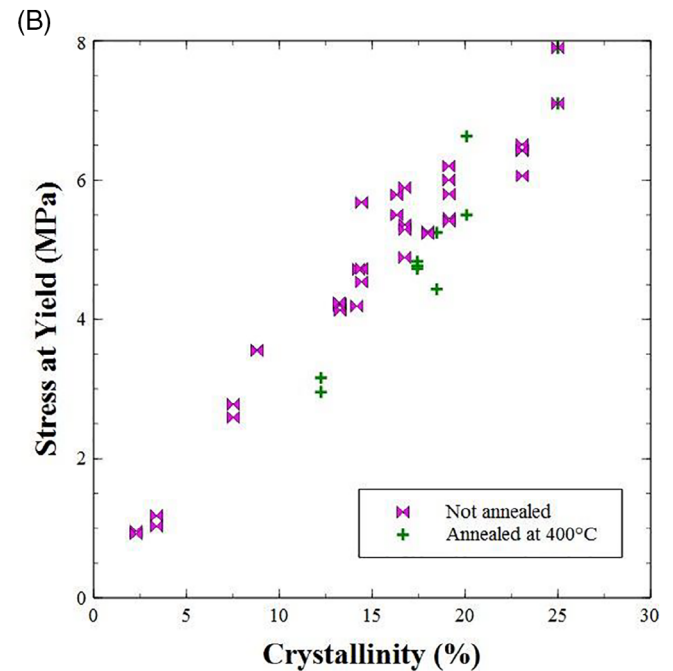 (B)
8
6
4
2
0
0 5 10 15 20 25 30
Stress at Yield (MPa)
Crystallinity (%)
Not annealed
Annealed at 400°C